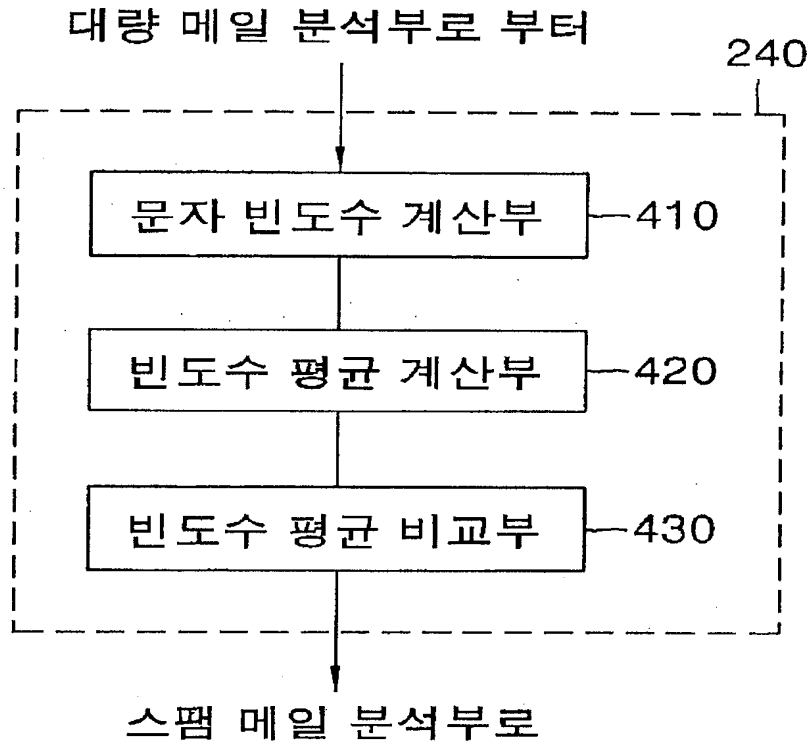 대량 메일 분석부로 부터
240
문자 빈도수 계산부 410
빈도수 평균 계산부 420
빈도수 평균 비교부 430
스팸 메일 분석부로